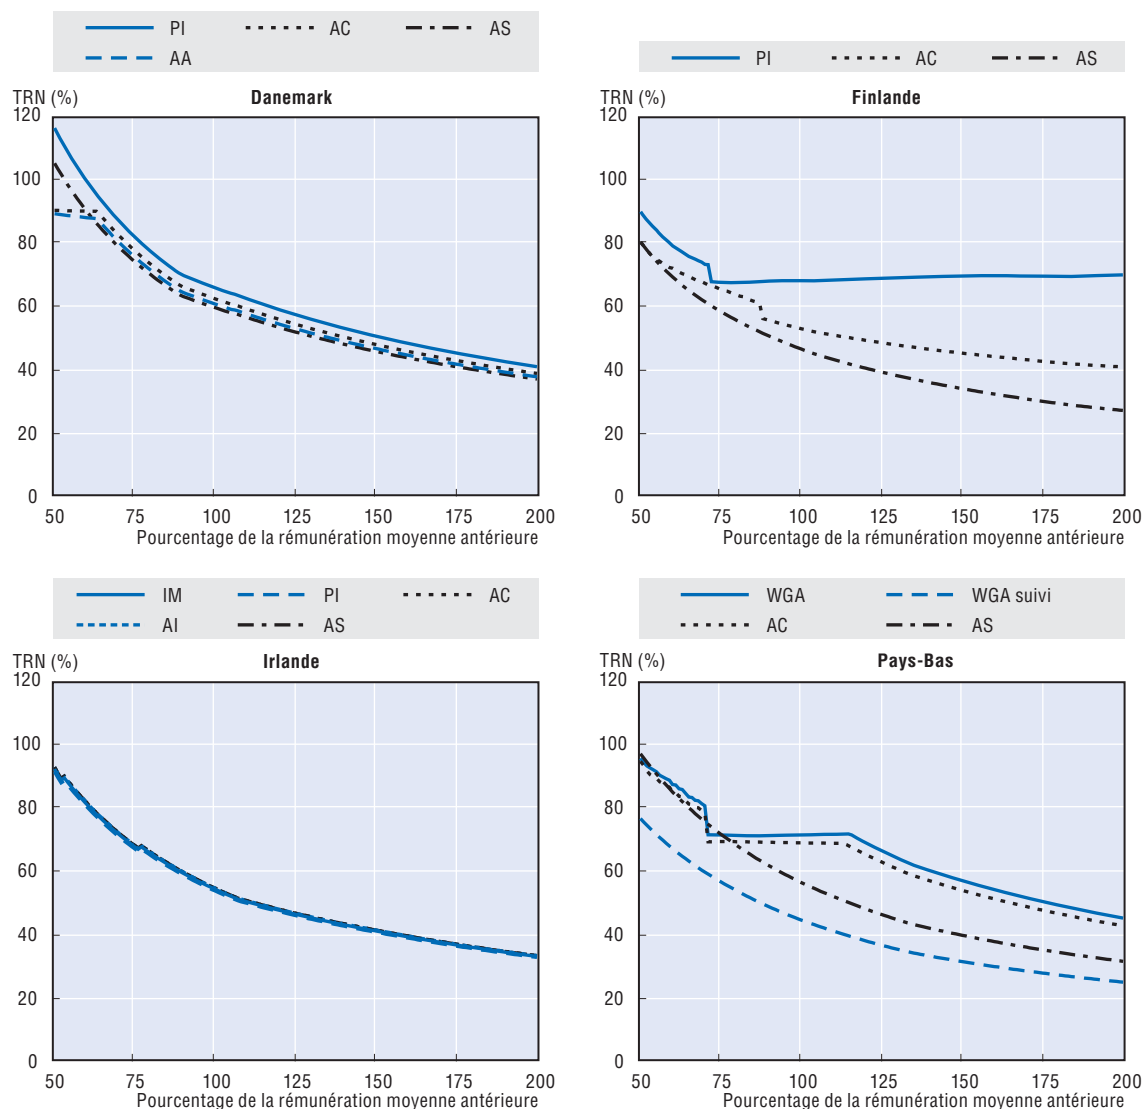 PI AC AS
AA
TRN (%) Danemark
120
100
80
60
40
20
0
50 75 100 125 150 175 200
Pourcentage de la rémunération moyenne antérieure
PI AC AS
TRN (%) Finlande
120
100
80
60
40
20
0
50 75 100 125 150 175 200
Pourcentage de la rémunération moyenne antérieure
IM PI AC
AI AS
TRN (%) Irlande
120
100
80
60
40
20
0
50 75 100 125 150 175 200
Pourcentage de la rémunération moyenne antérieure
WGA WGA suivi
AC AS
TRN (%) Pays-Bas
120
100
80
60
40
20
0
50 75 100 125 150 175 200
Pourcentage de la rémunération moyenne antérieure